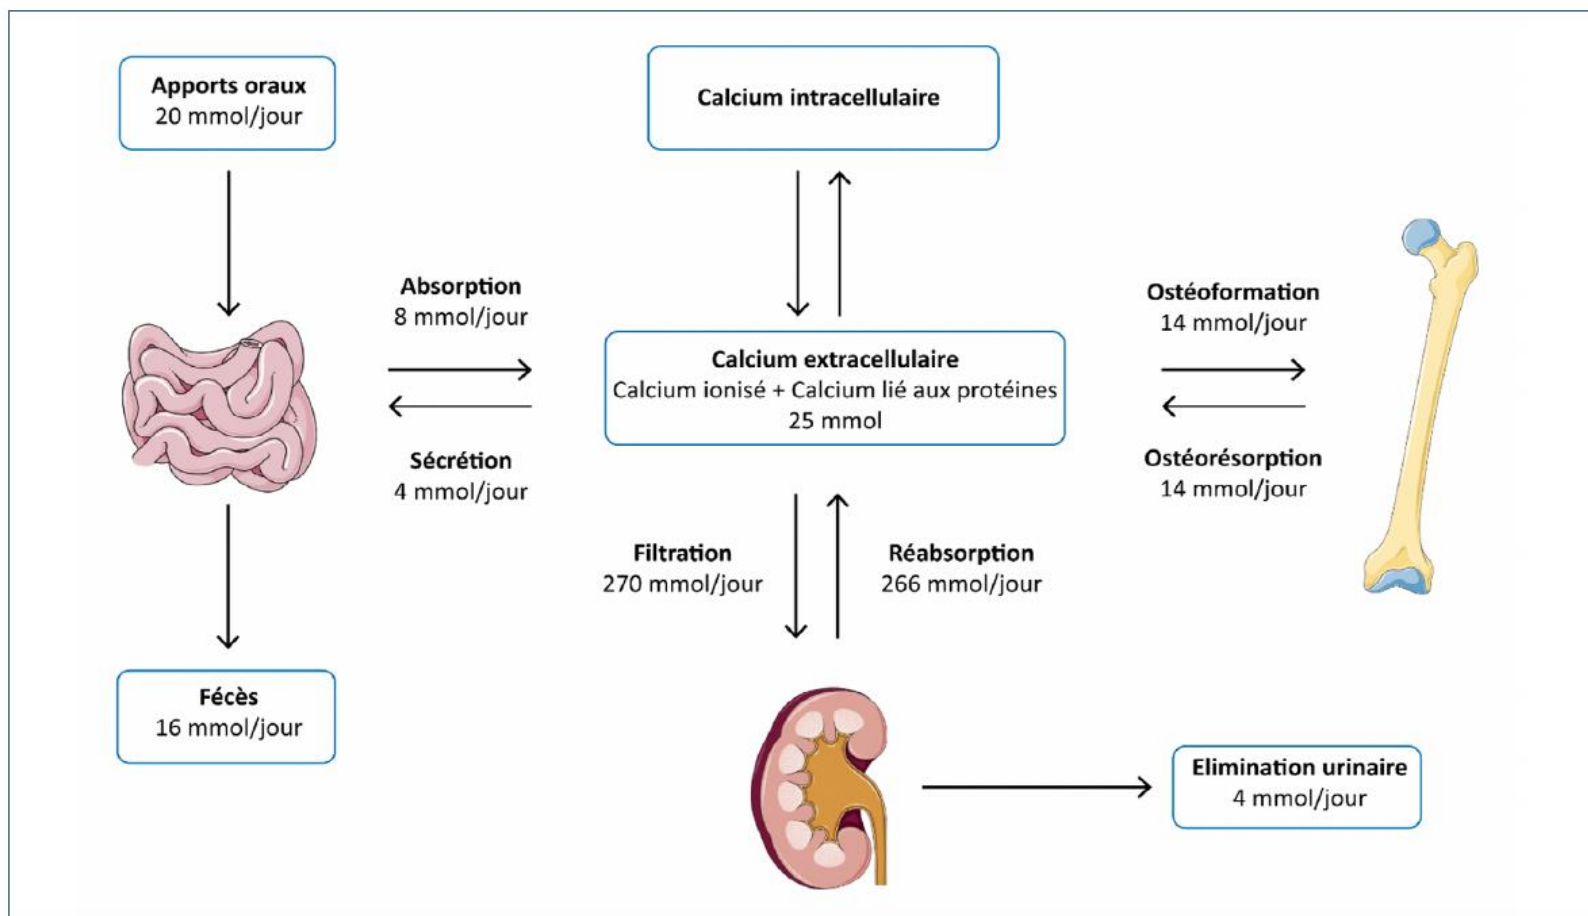 Apports oraux
20 mmol/jour
Calcium intracellulaire
Absorption
8 mmol/jour
Ostéoformation
14 mmol/jour
Calcium extracellulaire
Calcium ionisé + Calcium lié aux protéines
25 mmol
Sécrétion
4 mmol/jour
Ostéorésorption
14 mmol/jour
Filtration
270 mmol/jour
Réabsorption
266 mmol/jour
Fécès
16 mmol/jour
Elimination urinaire
4 mmol/jour